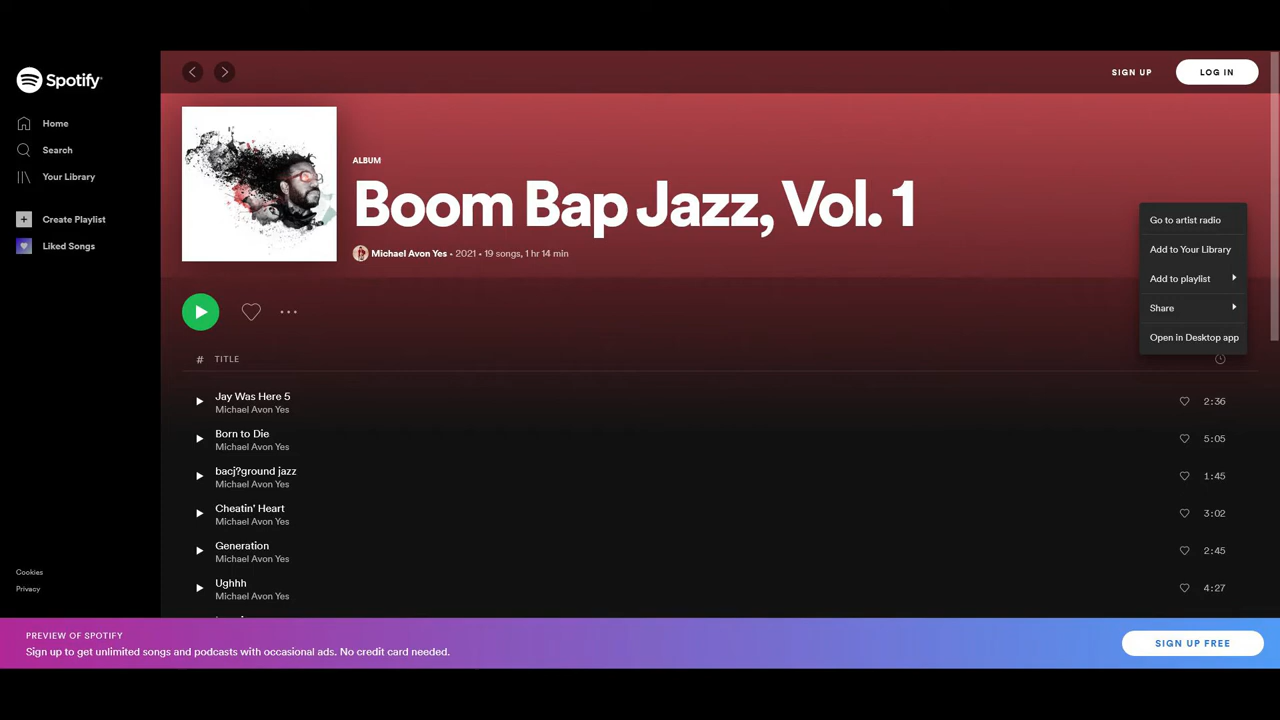 Spotify
Home
Search
Your Library
Create Playlist
Liked Songs
Cookies
Privacy
SIGN UP
LOG IN
ALBUM
Boom Bap Jazz, Vol. 1
Michael Avon Yes • 2021 • 19 songs, 1 hr 14 min
Go to artist radio
Add to Your Library
Add to playlist
Share
Open in Desktop app
# TITLE
Jay Was Here 5
Michael Avon Yes
2:36
Born to Die
Michael Avon Yes
5:05
bacj?ground jazz
Michael Avon Yes
1:45
Cheatin' Heart
Michael Avon Yes
3:02
Generation
Michael Avon Yes
2:45
Ughhh
Michael Avon Yes
4:27
PREVIEW OF SPOTIFY
Sign up to get unlimited songs and podcasts with occasional ads. No credit card needed.
SIGN UP FREE